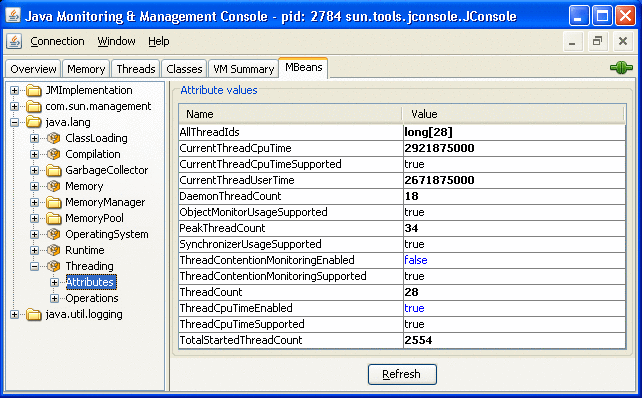 Java Monitoring & Management Console - pid: 2784 sun.tools.jconsole.JConsole
Connection Window Help
Overview Memory Threads Classes VM Summary MBeans
JMImplementation
com.sun.management
java.lang
ClassLoading
Compilation
GarbageCollector
Memory
MemoryManager
MemoryPool
OperatingSystem
Runtime
Threading
Attributes
Operations
java.util.logging
Attribute values
Name Value
AllThreadIds long[28]
CurrentThreadCpuTime 2921875000
CurrentThreadCpuTimeSupported true
CurrentThreadUserTime 2671875000
DaemonThreadCount 18
ObjectMonitorUsageSupported true
PeakThreadCount 34
SynchronizerUsageSupported true
ThreadContentionMonitoringEnabled false
ThreadContentionMonitoringSupported true
ThreadCount 28
ThreadCpuTimeEnabled true
ThreadCpuTimeSupported true
TotalStartedThreadCount 2554
Refresh